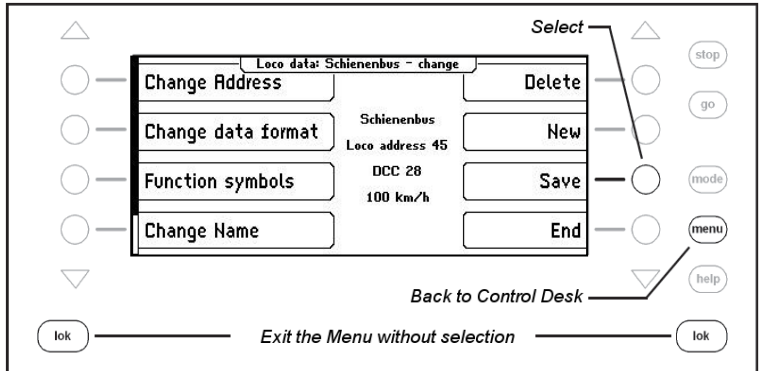 Select
stop
Loco data: Schienenbus - change
Change Address
Delete
go
Schienenbus
Change data format
New
Loco address 45
DCC 28
Function symbols
Save
mode
100 km/h
Change Name
End
menu
help
Back to Control Desk
lok
Exit the Menu without selection
lok